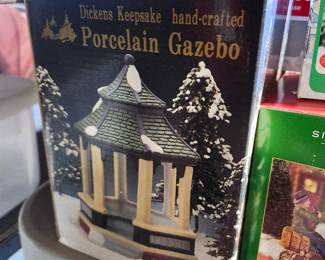 Dickens Keepsake hand-crafted
Porcelain Gazebo